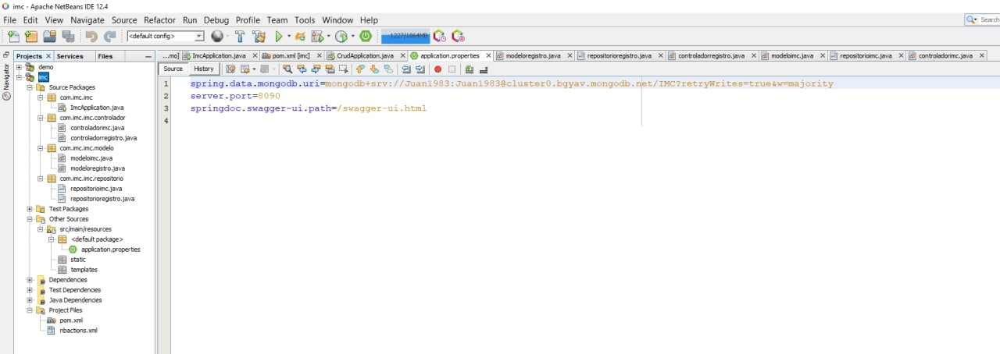 imc - Apache NetBeans IDE 12.4
File Edit View Navigate Source Refactor Run Debug Profile Team Tools Window Help
Search
<default config>
1227/1864MB
Projects Services Files
...mo] ImcApplication.java pom.xml [imc] CrudApplication.java application.properties modeloregistro.java repositorioregistro.java controladorregistro.java modeloimc.java repositorioimc.java controladorimc.java
Source History
Navigator
demo
imc
Source Packages
com.imc.imc
ImcApplication.java
com.imc.imc.controlador
controladorimc.java
controladorregistro.java
com.imc.imc.modelo
modeloimc.java
modeloregistro.java
com.imc.imc.repositorio
repositorioimc.java
repositorioregistro.java
Test Packages
Other Sources
src/main/resources
<default package>
application.properties
static
templates
Dependencies
Test Dependencies
Java Dependencies
Project Files
pom.xml
nbactions.xml
1 spring.data.mongodb.uri=mongodb+srv://Juan1983:Juan1983@cluster0.bgyav.mongodb.net/IMC?retryWrites=true&w=majority
2 server.port=8090
3 springdoc.swagger-ui.path=/swagger-ui.html
4